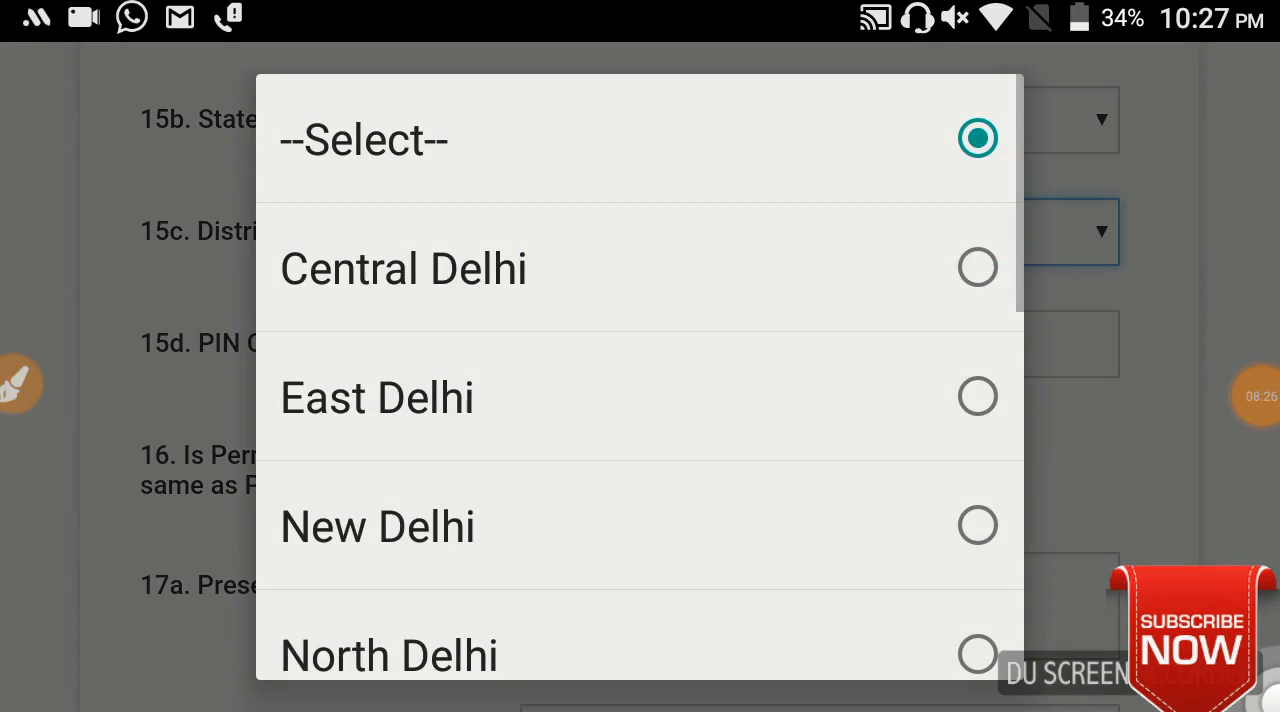 34% 10:27 PM
15b. State
--Select--
15c. Distri
Central Delhi
15d. PIN
East Delhi
16. Is Per
same as P
New Delhi
17a. Prese
North Delhi
08:26
SUBSCRIBE
NOW
DU SCREEN